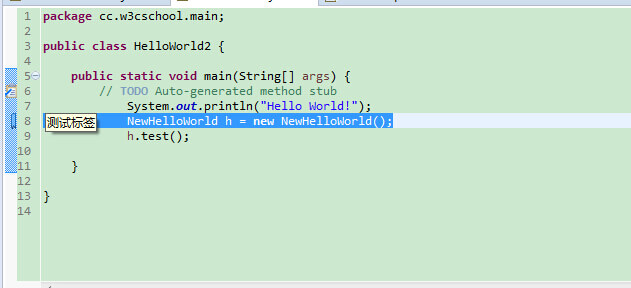 1 package cc.w3cschool.main;
2
3 public class HelloWorld2 {
4
5 public static void main(String[] args) {
6 // TODO Auto-generated method stub
7 System.out.println("Hello World!");
8 测试标签 NewHelloWorld h = new NewHelloWorld();
9 h.test();
10
11 }
12
13 }
14